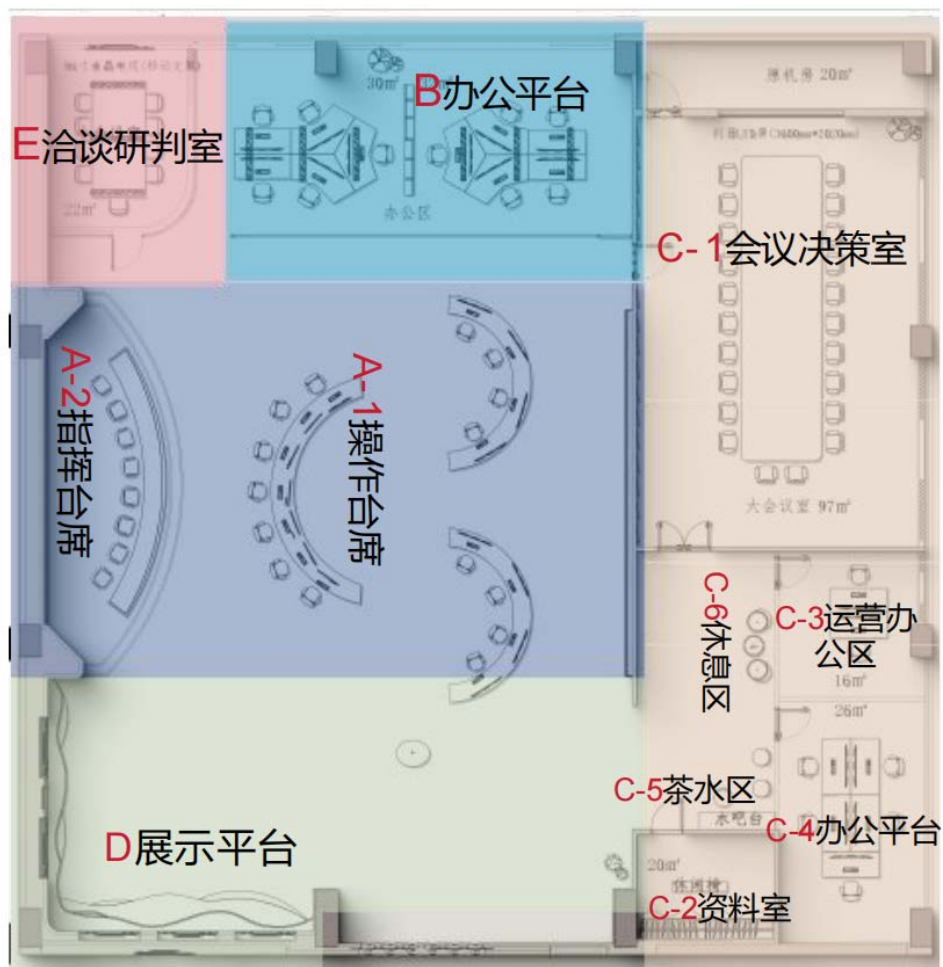 原机房 20㎡
30㎡
B办公平台
E洽谈研判室
22㎡
办公区
C-1会议决策室
A-2指挥台席
A-1操作台席
大会议室 97㎡
C-6休息区
C-3运营办
公区
16㎡
26㎡
C-5茶水区
水吧台
C-4办公平台
D展示平台
20㎡
C-2资料室